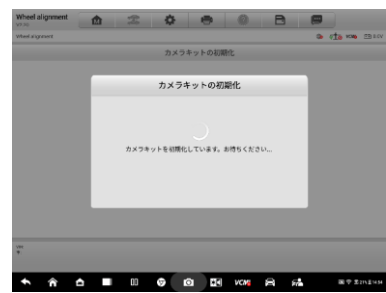 Wheel alignment
Wheel alignment
カメラキットの初期化
カメラキットの初期化
カメラキットを初期化しています。お待ちください...
VCMI